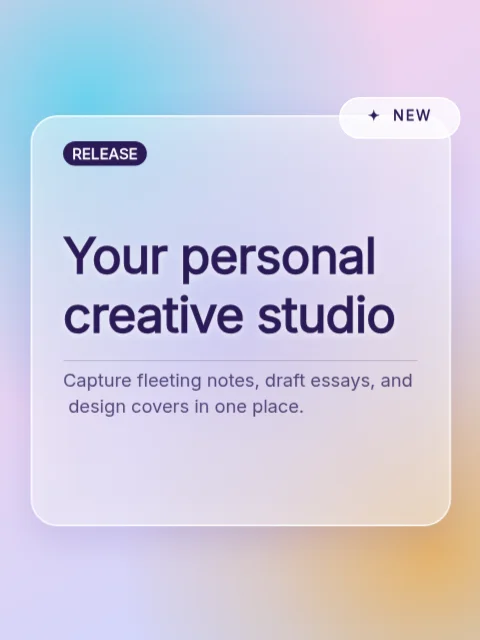 ✦ NEW
RELEASE
Your personal
creative studio
Capture fleeting notes, draft essays, and
design covers in one place.